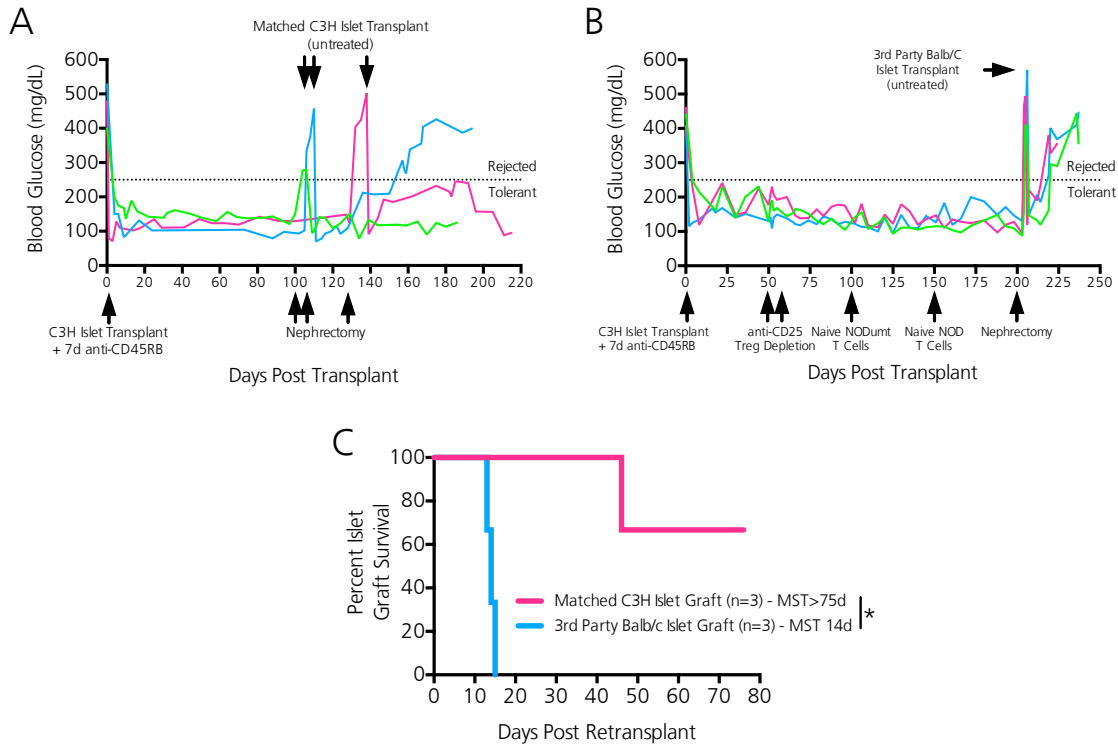 A
Matched C3H Islet Transplant
(untreated)
Blood Glucose (mg/dL)
600
500
400
300
200
100
0
Rejected
Tolerant
0 20 40 60 80 100 120 140 160 180 200 220
C3H Islet Transplant
+ 7d anti-CD45RB
Nephrectomy
Days Post Transplant
B
3rd Party Balb/C
Islet Transplant
(untreated)
Blood Glucose (mg/dL)
600
500
400
300
200
100
0
Rejected
Tolerant
0 25 50 75 100 125 150 175 200 225 250
C3H Islet Transplant
+ 7d anti-CD45RB
anti-CD25
Treg Depletion
Naive NODumt
T Cells
Naive NOD
T Cells
Nephrectomy
Days Post Transplant
C
Percent Islet
Graft Survival
100
80
60
40
20
0
Matched C3H Islet Graft (n=3) - MST>75d
3rd Party Balb/c Islet Graft (n=3) - MST 14d
*
0 10 20 30 40 50 60 70 80
Days Post Retransplant